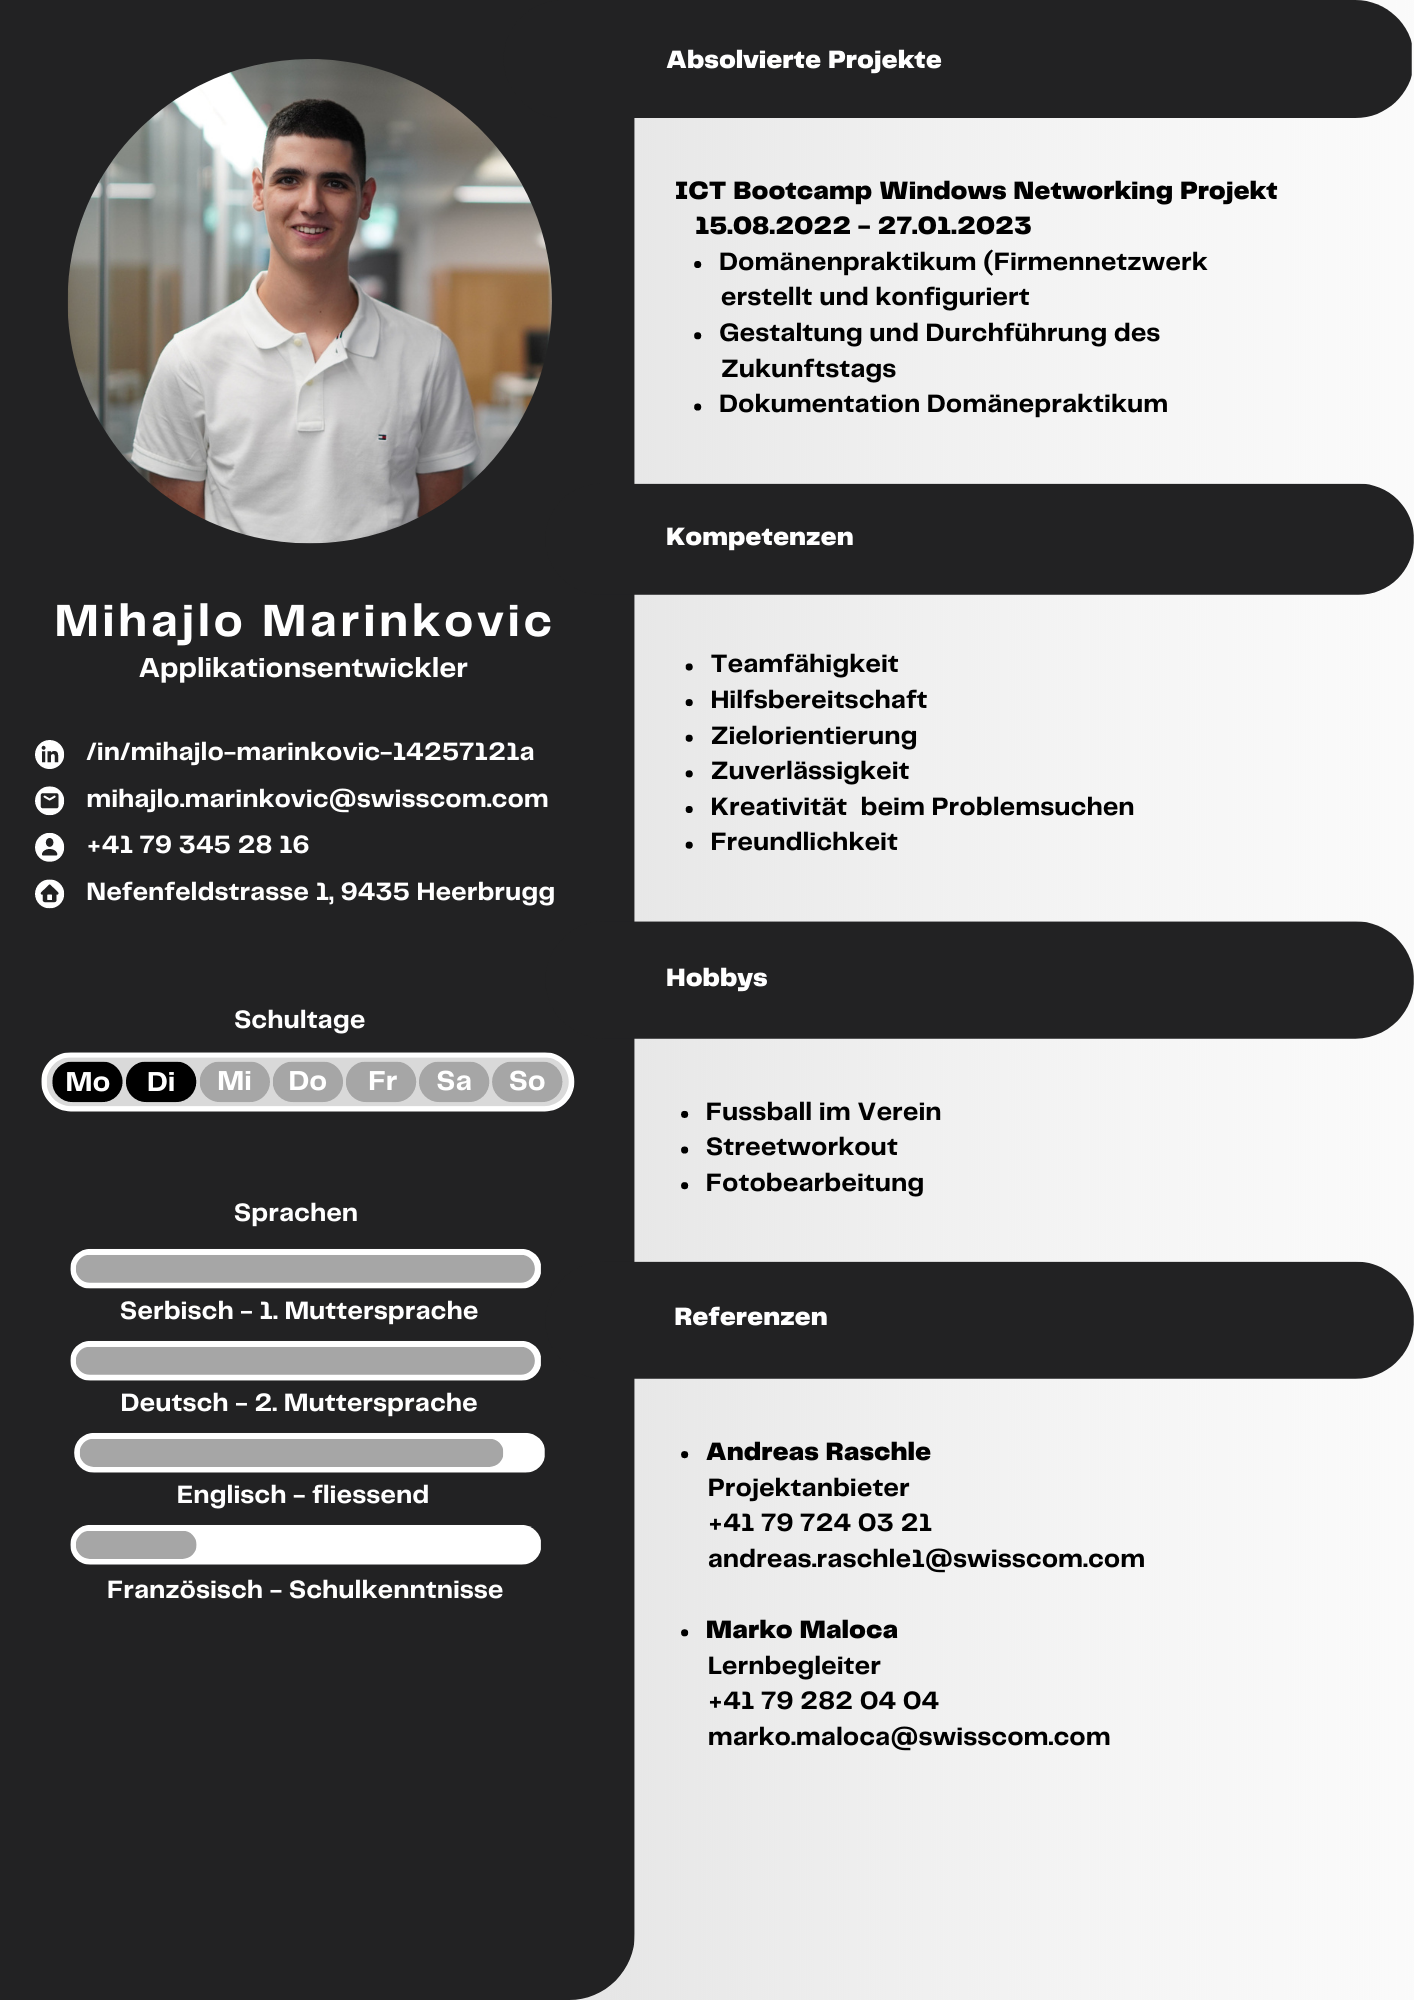 Mihajlo Marinkovic
Applikationsentwickler
in /in/mihajlo-marinkovic-14257121a
mihajlo.marinkovic@swisscom.com
+41 79 345 28 16
Nefenfeldstrasse 1, 9435 Heerbrugg
Schultage
Mo Di Mi Do Fr Sa So
Sprachen
Serbisch - 1. Muttersprache
Deutsch - 2. Muttersprache
Englisch - fliessend
Französisch - Schulkenntnisse
Absolvierte Projekte
ICT Bootcamp Windows Networking Projekt
15.08.2022 - 27.01.2023
• Domänenpraktikum (Firmennetzwerk
erstellt und konfiguriert
• Gestaltung und Durchführung des
Zukunftstags
• Dokumentation Domänepraktikum
Kompetenzen
• Teamfähigkeit
• Hilfsbereitschaft
• Zielorientierung
• Zuverlässigkeit
• Kreativität beim Problemsuchen
• Freundlichkeit
Hobbys
• Fussball im Verein
• Streetworkout
• Fotobearbeitung
Referenzen
• Andreas Raschle
Projektanbieter
+41 79 724 03 21
andreas.raschle1@swisscom.com
• Marko Maloca
Lernbegleiter
+41 79 282 04 04
marko.maloca@swisscom.com